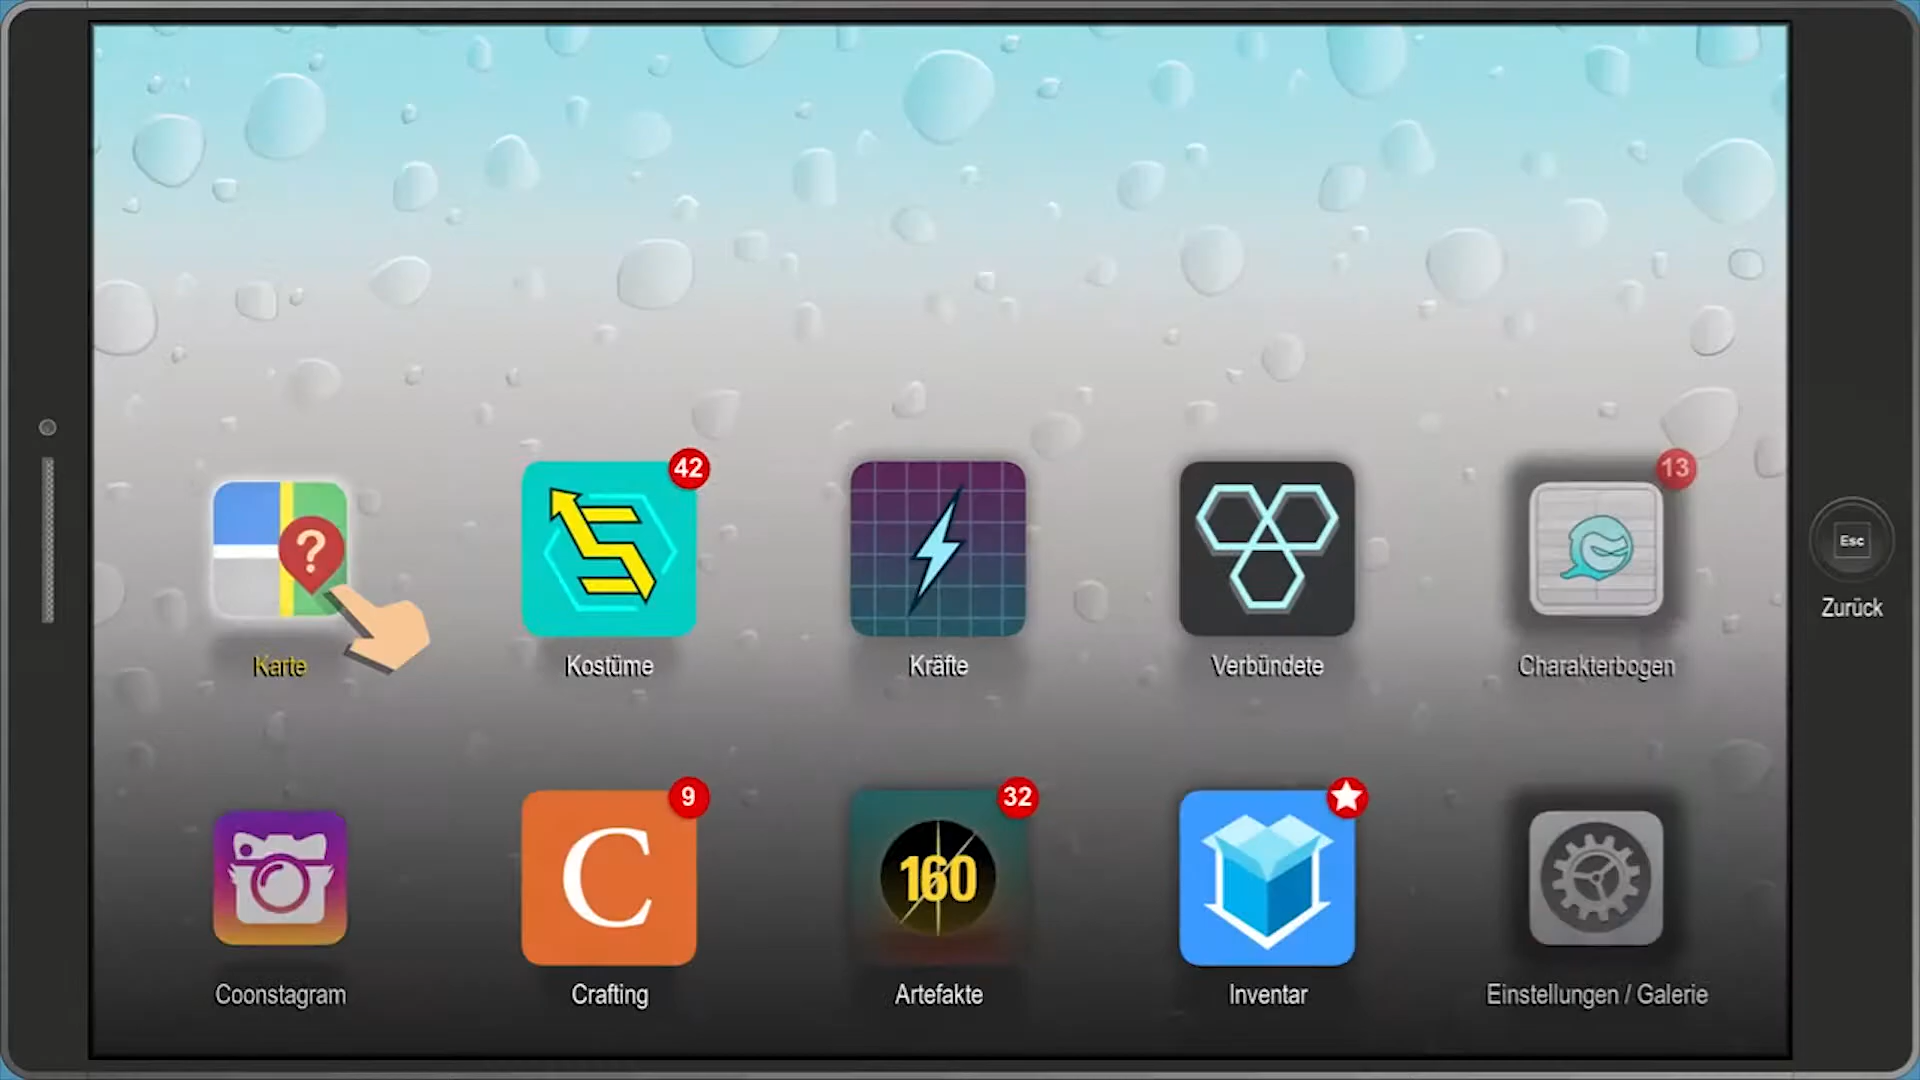 42
13
?
Esc
Zurück
Karte
Kostüme
Kräfte
Verbündete
Charakterbogen
9
32
C
160
Coonstagram
Crafting
Artefakte
Inventar
Einstellungen / Galerie